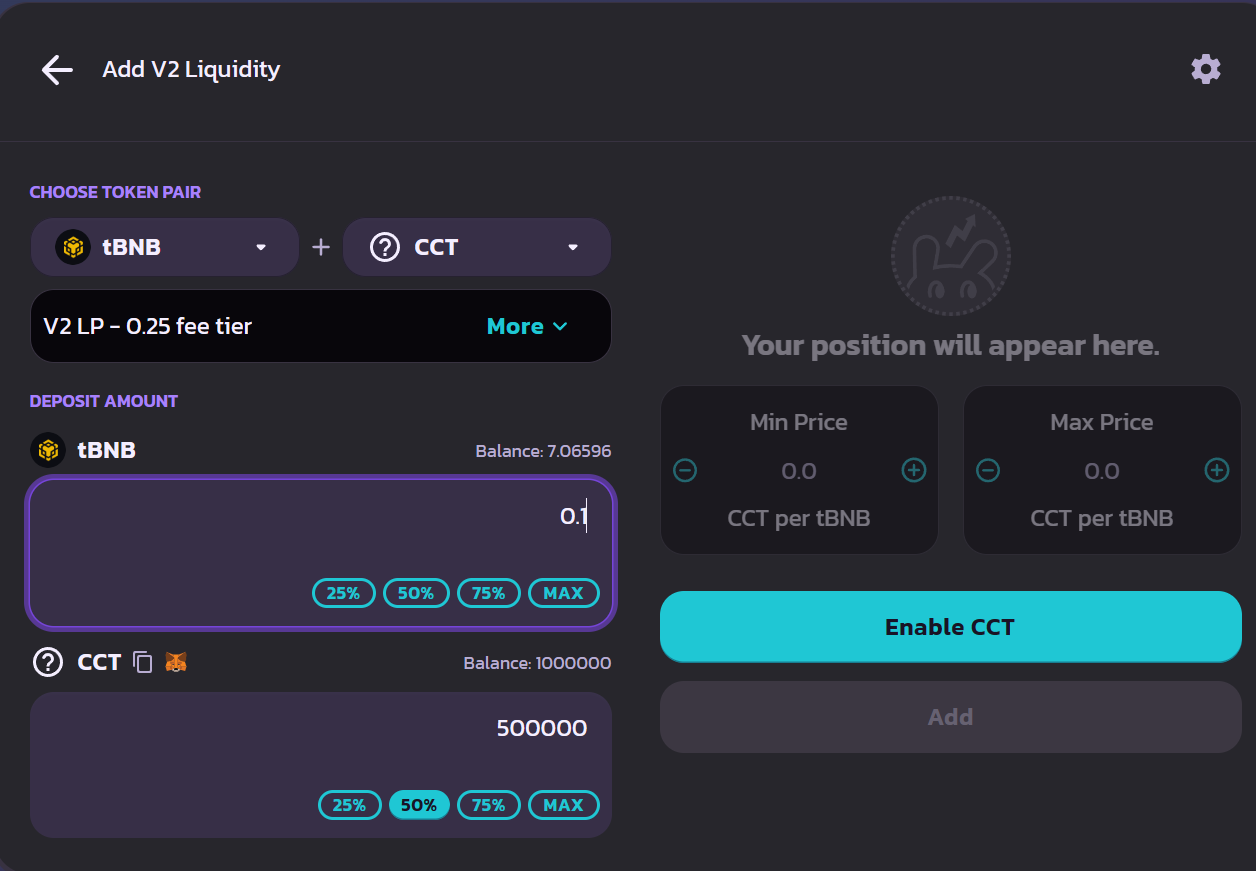 Add V2 Liquidity
CHOOSE TOKEN PAIR
tBNB + CCT
V2 LP - 0.25 fee tier More
DEPOSIT AMOUNT
tBNB Balance: 7.06596
0.1
25% 50% 75% MAX
CCT Balance: 1000000
500000
25% 50% 75% MAX
Your position will appear here.
Min Price
0.0
CCT per tBNB
Max Price
0.0
CCT per tBNB
Enable CCT
Add